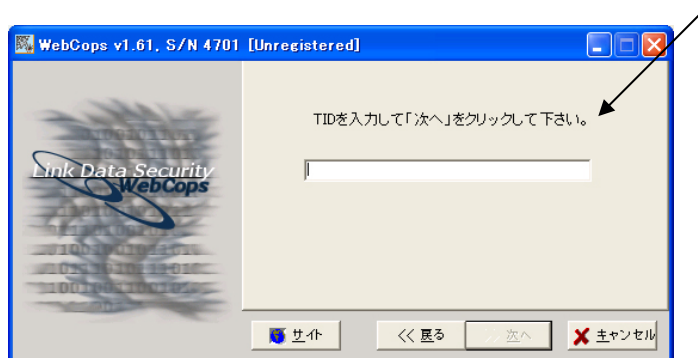 WebCops v1.61, S/N 4701 [Unregistered]
TIDを入力して「次へ」をクリックして下さい。
Link Data Security
WebCops
サイト
<< 戻る
次へ
キャンセル